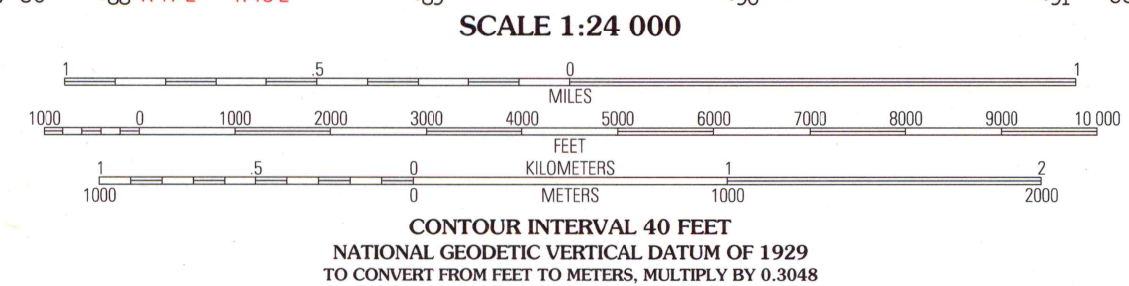 SCALE 1:24 000
1 .5 0 1
MILES
1000 0 1000 2000 3000 4000 5000 6000 7000 8000 9000 10 000
FEET
1 .5 0 KILOMETERS 1 2
1000 0 METERS 1000 2000
CONTOUR INTERVAL 40 FEET
NATIONAL GEODETIC VERTICAL DATUM OF 1929
TO CONVERT FROM FEET TO METERS, MULTIPLY BY 0.3048